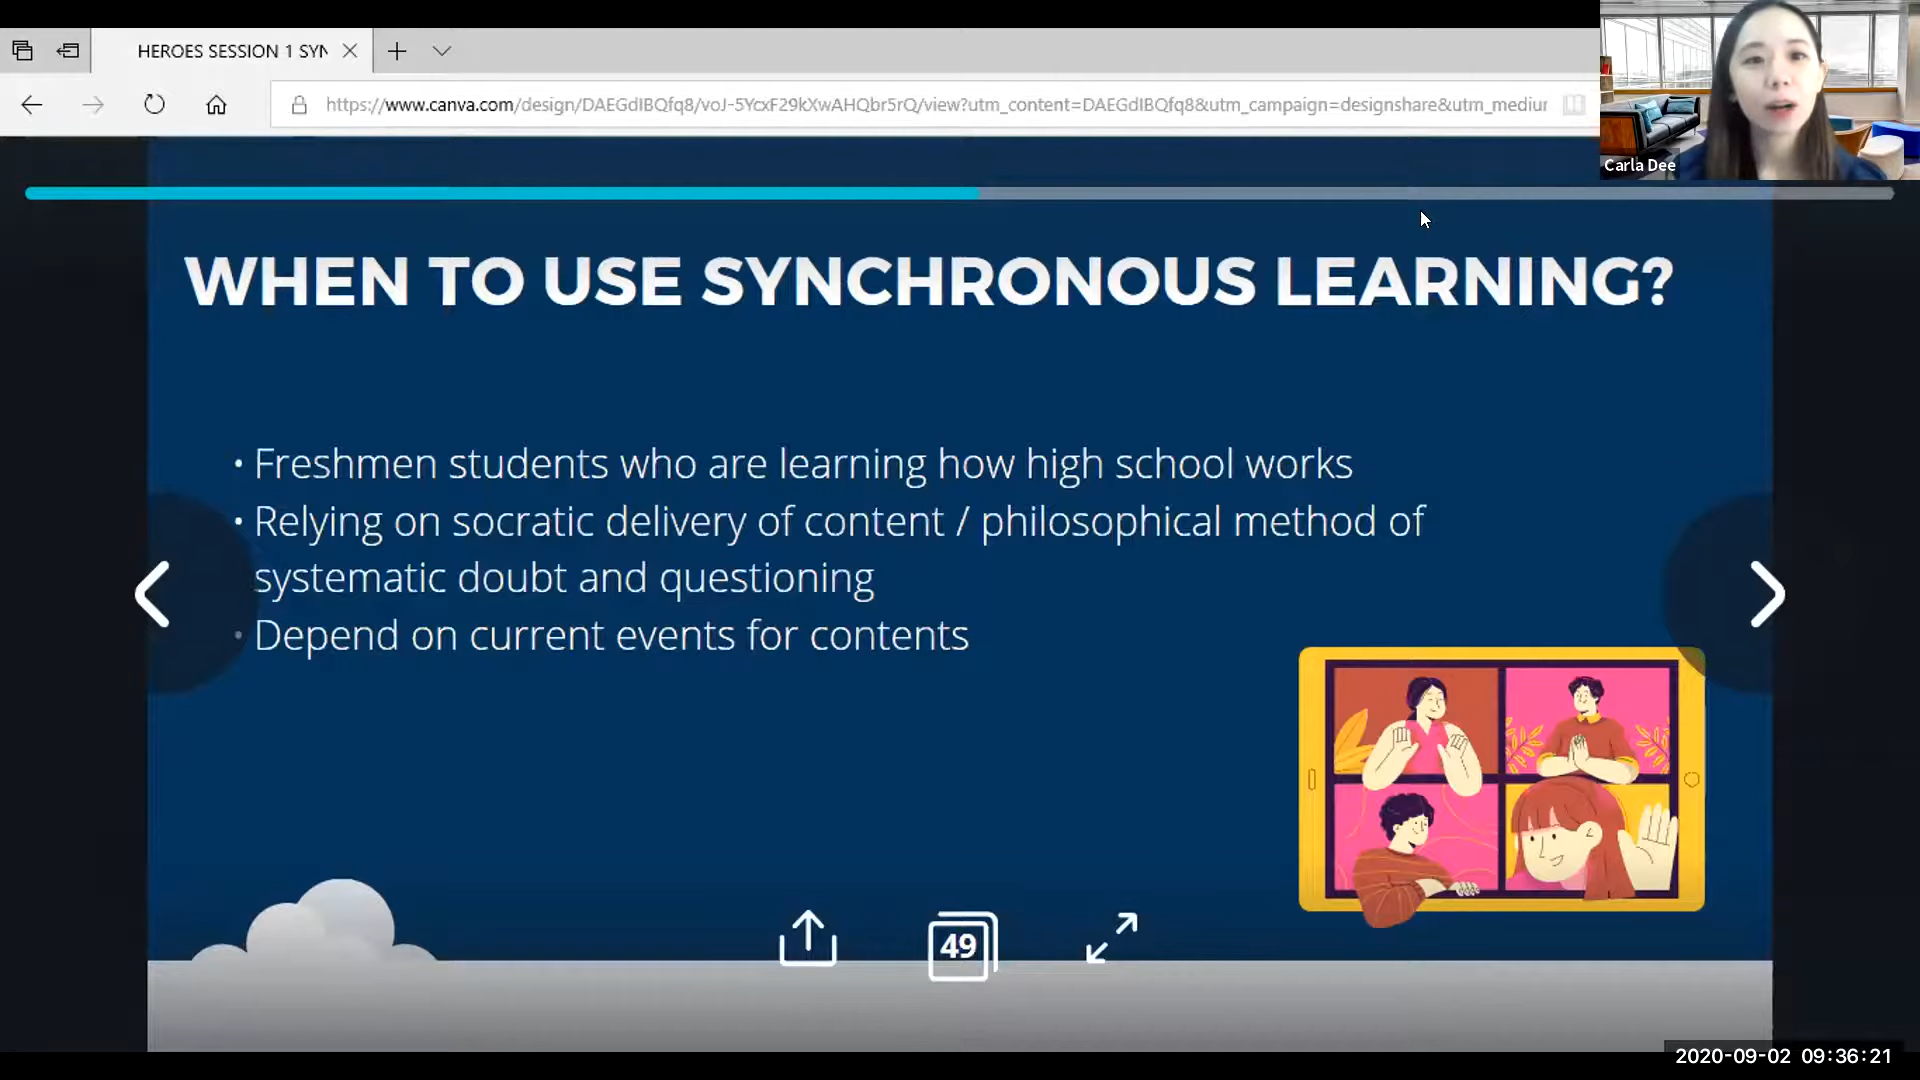 HEROES SESSION 1 SYN
https://www.canva.com/design/DAEGdIBQfq8/voJ-5YcxF29kXwAHQbr5rQ/view?utm_content=DAEGdIBQfq8&utm_campaign=designshare&utm_mediur
Carla Dee
WHEN TO USE SYNCHRONOUS LEARNING?
• Freshmen students who are learning how high school works
• Relying on socratic delivery of content / philosophical method of
systematic doubt and questioning
• Depend on current events for contents
49
2020-09-02 09:36:21